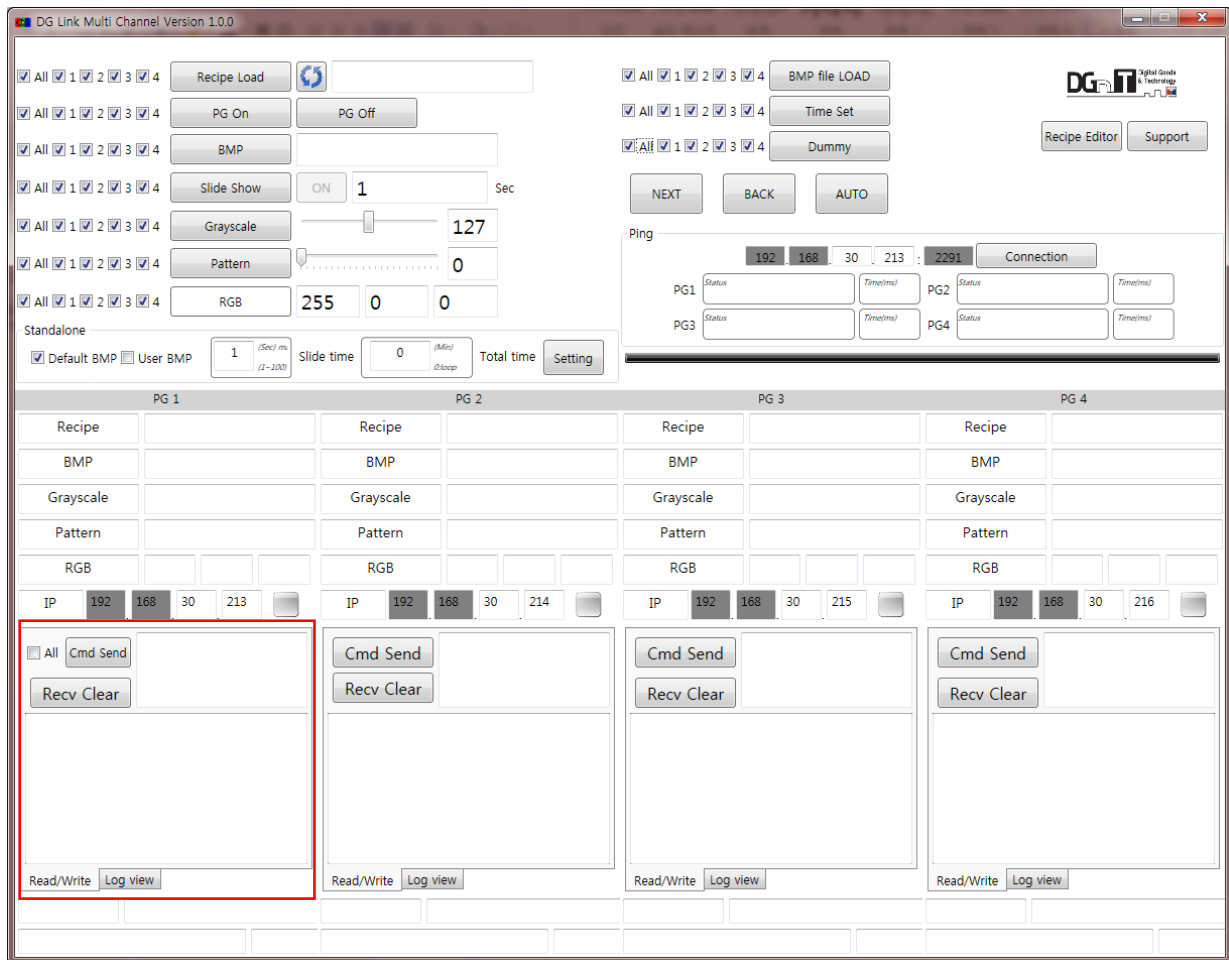 DG Link Multi Channel Version 1.0.0
All 1 2 3 4 Recipe Load
All 1 2 3 4 PG On PG Off
All 1 2 3 4 BMP
All 1 2 3 4 Slide Show ON 1 Sec
All 1 2 3 4 Grayscale 127
All 1 2 3 4 Pattern 0
All 1 2 3 4 RGB 255 0 0
Standalone
Default BMP User BMP 1 (Sec) (1~100) Slide time 0 (Min) 0:loop Total time Setting
All 1 2 3 4 BMP file LOAD
All 1 2 3 4 Time Set
All 1 2 3 4 Dummy
NEXT BACK AUTO
DGnT Digital Goods & Technology
Recipe Editor Support
Ping
192 . 168 . 30 . 213 : 2291 Connection
PG1 Status Time(ms) PG2 Status Time(ms)
PG3 Status Time(ms) PG4 Status Time(ms)
PG 1 PG 2 PG 3 PG 4
Recipe Recipe Recipe Recipe
BMP BMP BMP BMP
Grayscale Grayscale Grayscale Grayscale
Pattern Pattern Pattern Pattern
RGB RGB RGB RGB
IP 192 . 168 . 30 . 213 IP 192 . 168 . 30 . 214 IP 192 . 168 . 30 . 215 IP 192 . 168 . 30 . 216
All Cmd Send Cmd Send Cmd Send Cmd Send
Recv Clear Recv Clear Recv Clear Recv Clear
Read/Write Log view Read/Write Log view Read/Write Log view Read/Write Log view